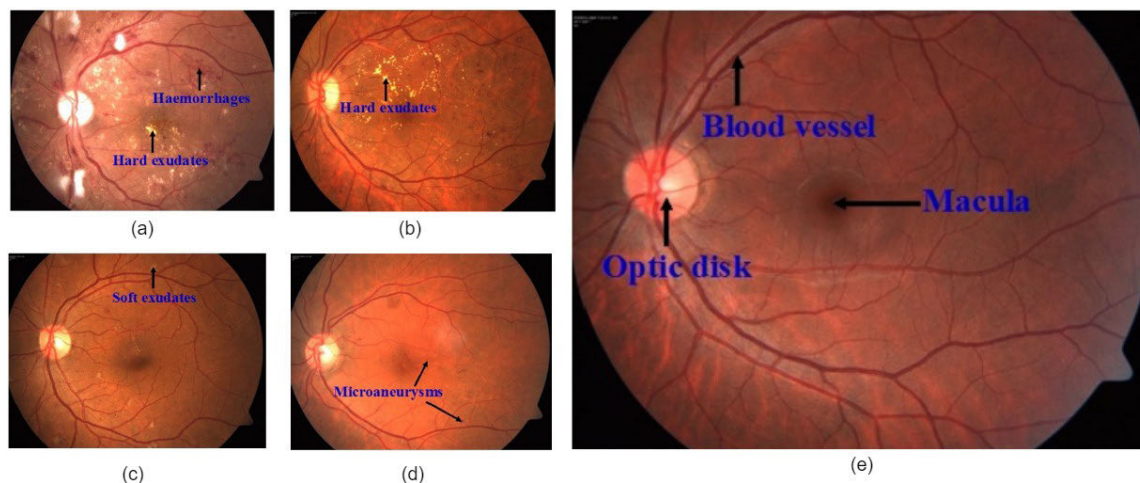 Haemorrhages
Hard exudates
(a)
Hard exudates
(b)
Soft exudates
(c)
Microaneurysms
(d)
Blood vessel
Macula
Optic disk
(e)